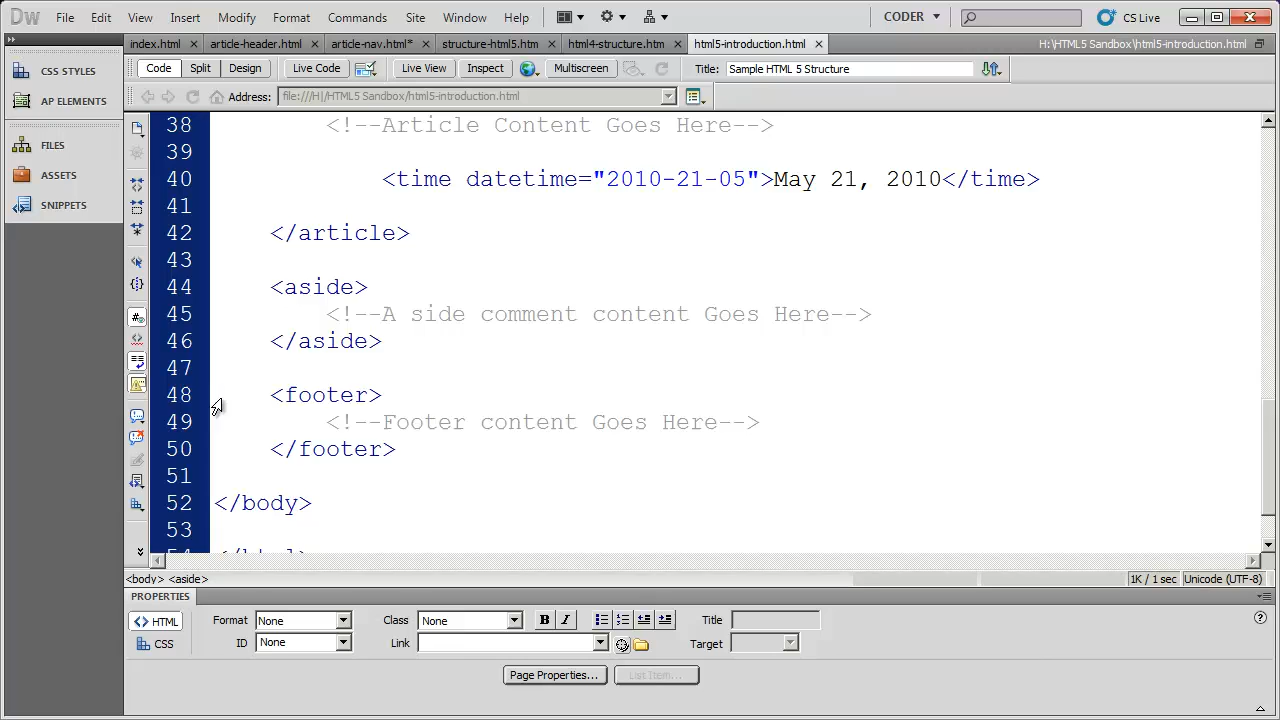 Dw File Edit View Insert Modify Format Commands Site Window Help CODER CS Live
index.html article-header.html article-nav.html* structure-html5.htm html4-structure.htm html5-introduction.html H:\HTML5 Sandbox\html5-introduction.html
Code Split Design Live Code Live View Inspect Multiscreen Title: Sample HTML 5 Structure
Address: file:///H|/HTML5 Sandbox/html5-introduction.html
CSS STYLES
AP ELEMENTS
FILES
ASSETS
SNIPPETS
38 <!--Article Content Goes Here-->
39
40 <time datetime="2010-21-05">May 21, 2010</time>
41
42 </article>
43
44 <aside>
45 <!--A side comment content Goes Here-->
46 </aside>
47
48 <footer>
49 <!--Footer content Goes Here-->
50 </footer>
51
52 </body>
53
54 </html>
<body> <aside> 1K / 1 sec Unicode (UTF-8)
PROPERTIES
<> HTML Format None Class None B I Title
CSS ID None Link Target
Page Properties... List Item...